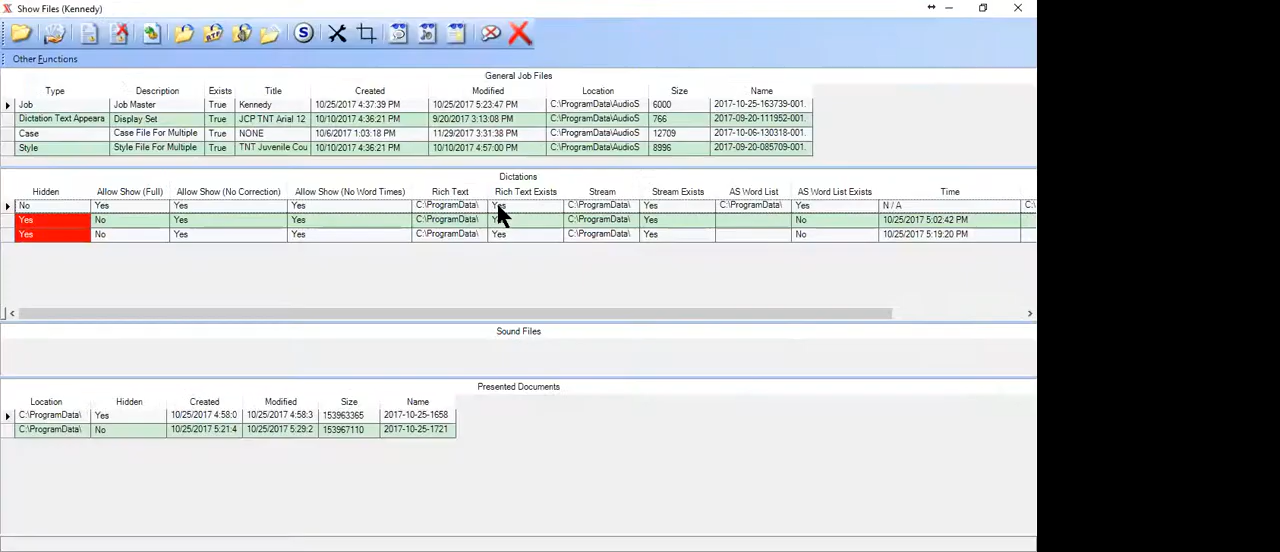 Show Files (Kennedy)
S
Other Functions
General Job Files
Type Description Exists Title Created Modified Location Size Name
Job Job Master True Kennedy 10/25/2017 4:37:39 PM 10/25/2017 5:23:47 PM C:\ProgramData\AudioS 6000 2017-10-25-163739-001.
Dictation Text Appeara Display Set True JCP TNT Arial 12 10/10/2017 4:36:21 PM 9/20/2017 3:13:08 PM C:\ProgramData\AudioS 766 2017-09-20-111952-001.
Case Case File For Multiple True NONE 10/6/2017 1:03:18 PM 11/29/2017 3:31:38 PM C:\ProgramData\AudioS 12709 2017-10-06-130318-001.
Style Style File For Multiple True TNT Juvenile Cou 10/10/2017 4:36:21 PM 10/10/2017 4:57:00 PM C:\ProgramData\AudioS 8996 2017-09-20-085709-001.
Dictations
Hidden Allow Show (Full) Allow Show (No Correction) Allow Show (No Word Times) Rich Text Rich Text Exists Stream Stream Exists AS Word List AS Word List Exists Time
No Yes Yes Yes C:\ProgramData\ Yes C:\ProgramData\ Yes C:\ProgramData\ Yes N / A C:\
Yes No Yes Yes C:\ProgramData\ C:\ProgramData\ Yes No 10/25/2017 5:02:42 PM
Yes No Yes Yes C:\ProgramData\ Yes C:\ProgramData\ Yes No 10/25/2017 5:19:20 PM
Sound Files
Presented Documents
Location Hidden Created Modified Size Name
C:\ProgramData\ Yes 10/25/2017 4:58:0 10/25/2017 4:58:3 153963365 2017-10-25-1658
C:\ProgramData\ No 10/25/2017 5:21:4 10/25/2017 5:29:2 153967110 2017-10-25-1721